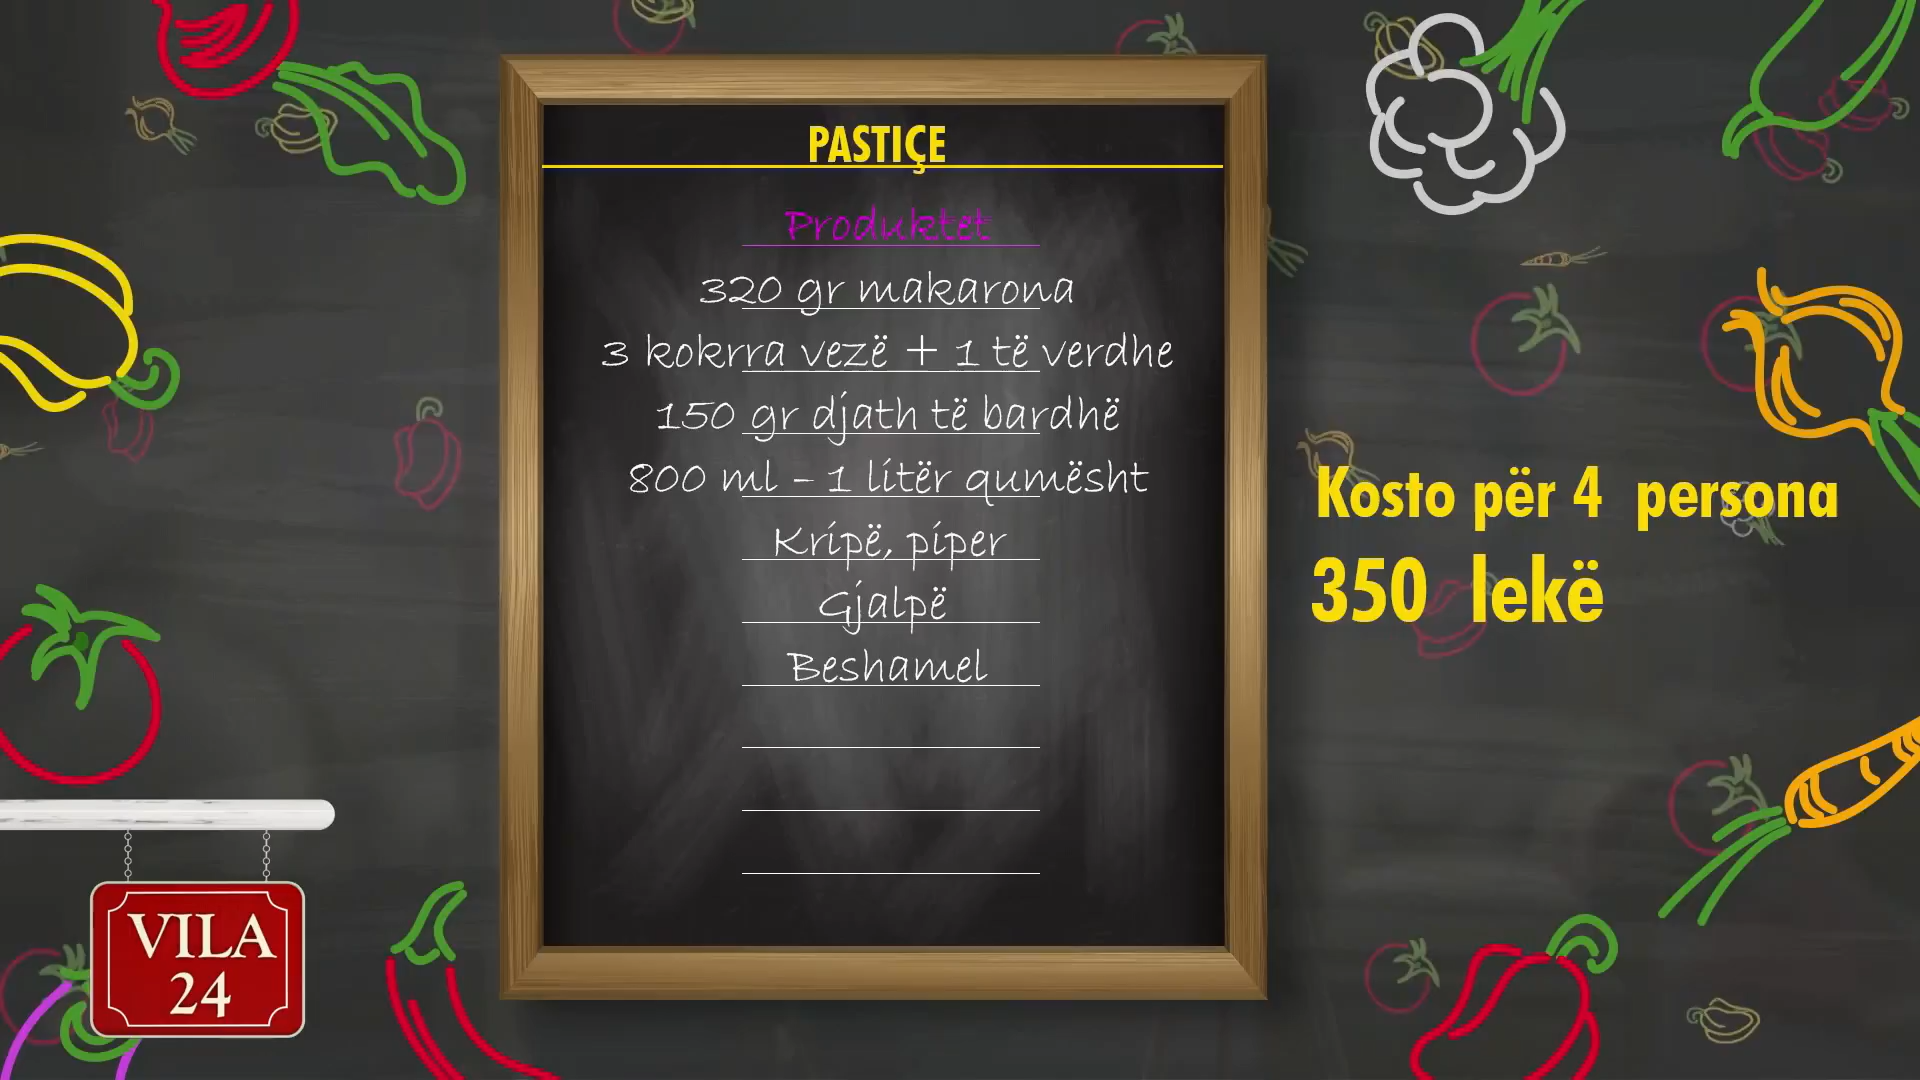 PASTIÇE
Produktet
320 gr makarona
3 kokrra vezë + 1 të verdhe
150 gr djath të bardhë
800 ml – 1 litër qumësht
Kripë, piper
Gjalpë
Beshamel
Kosto për 4 persona
350 lekë
VILA
24